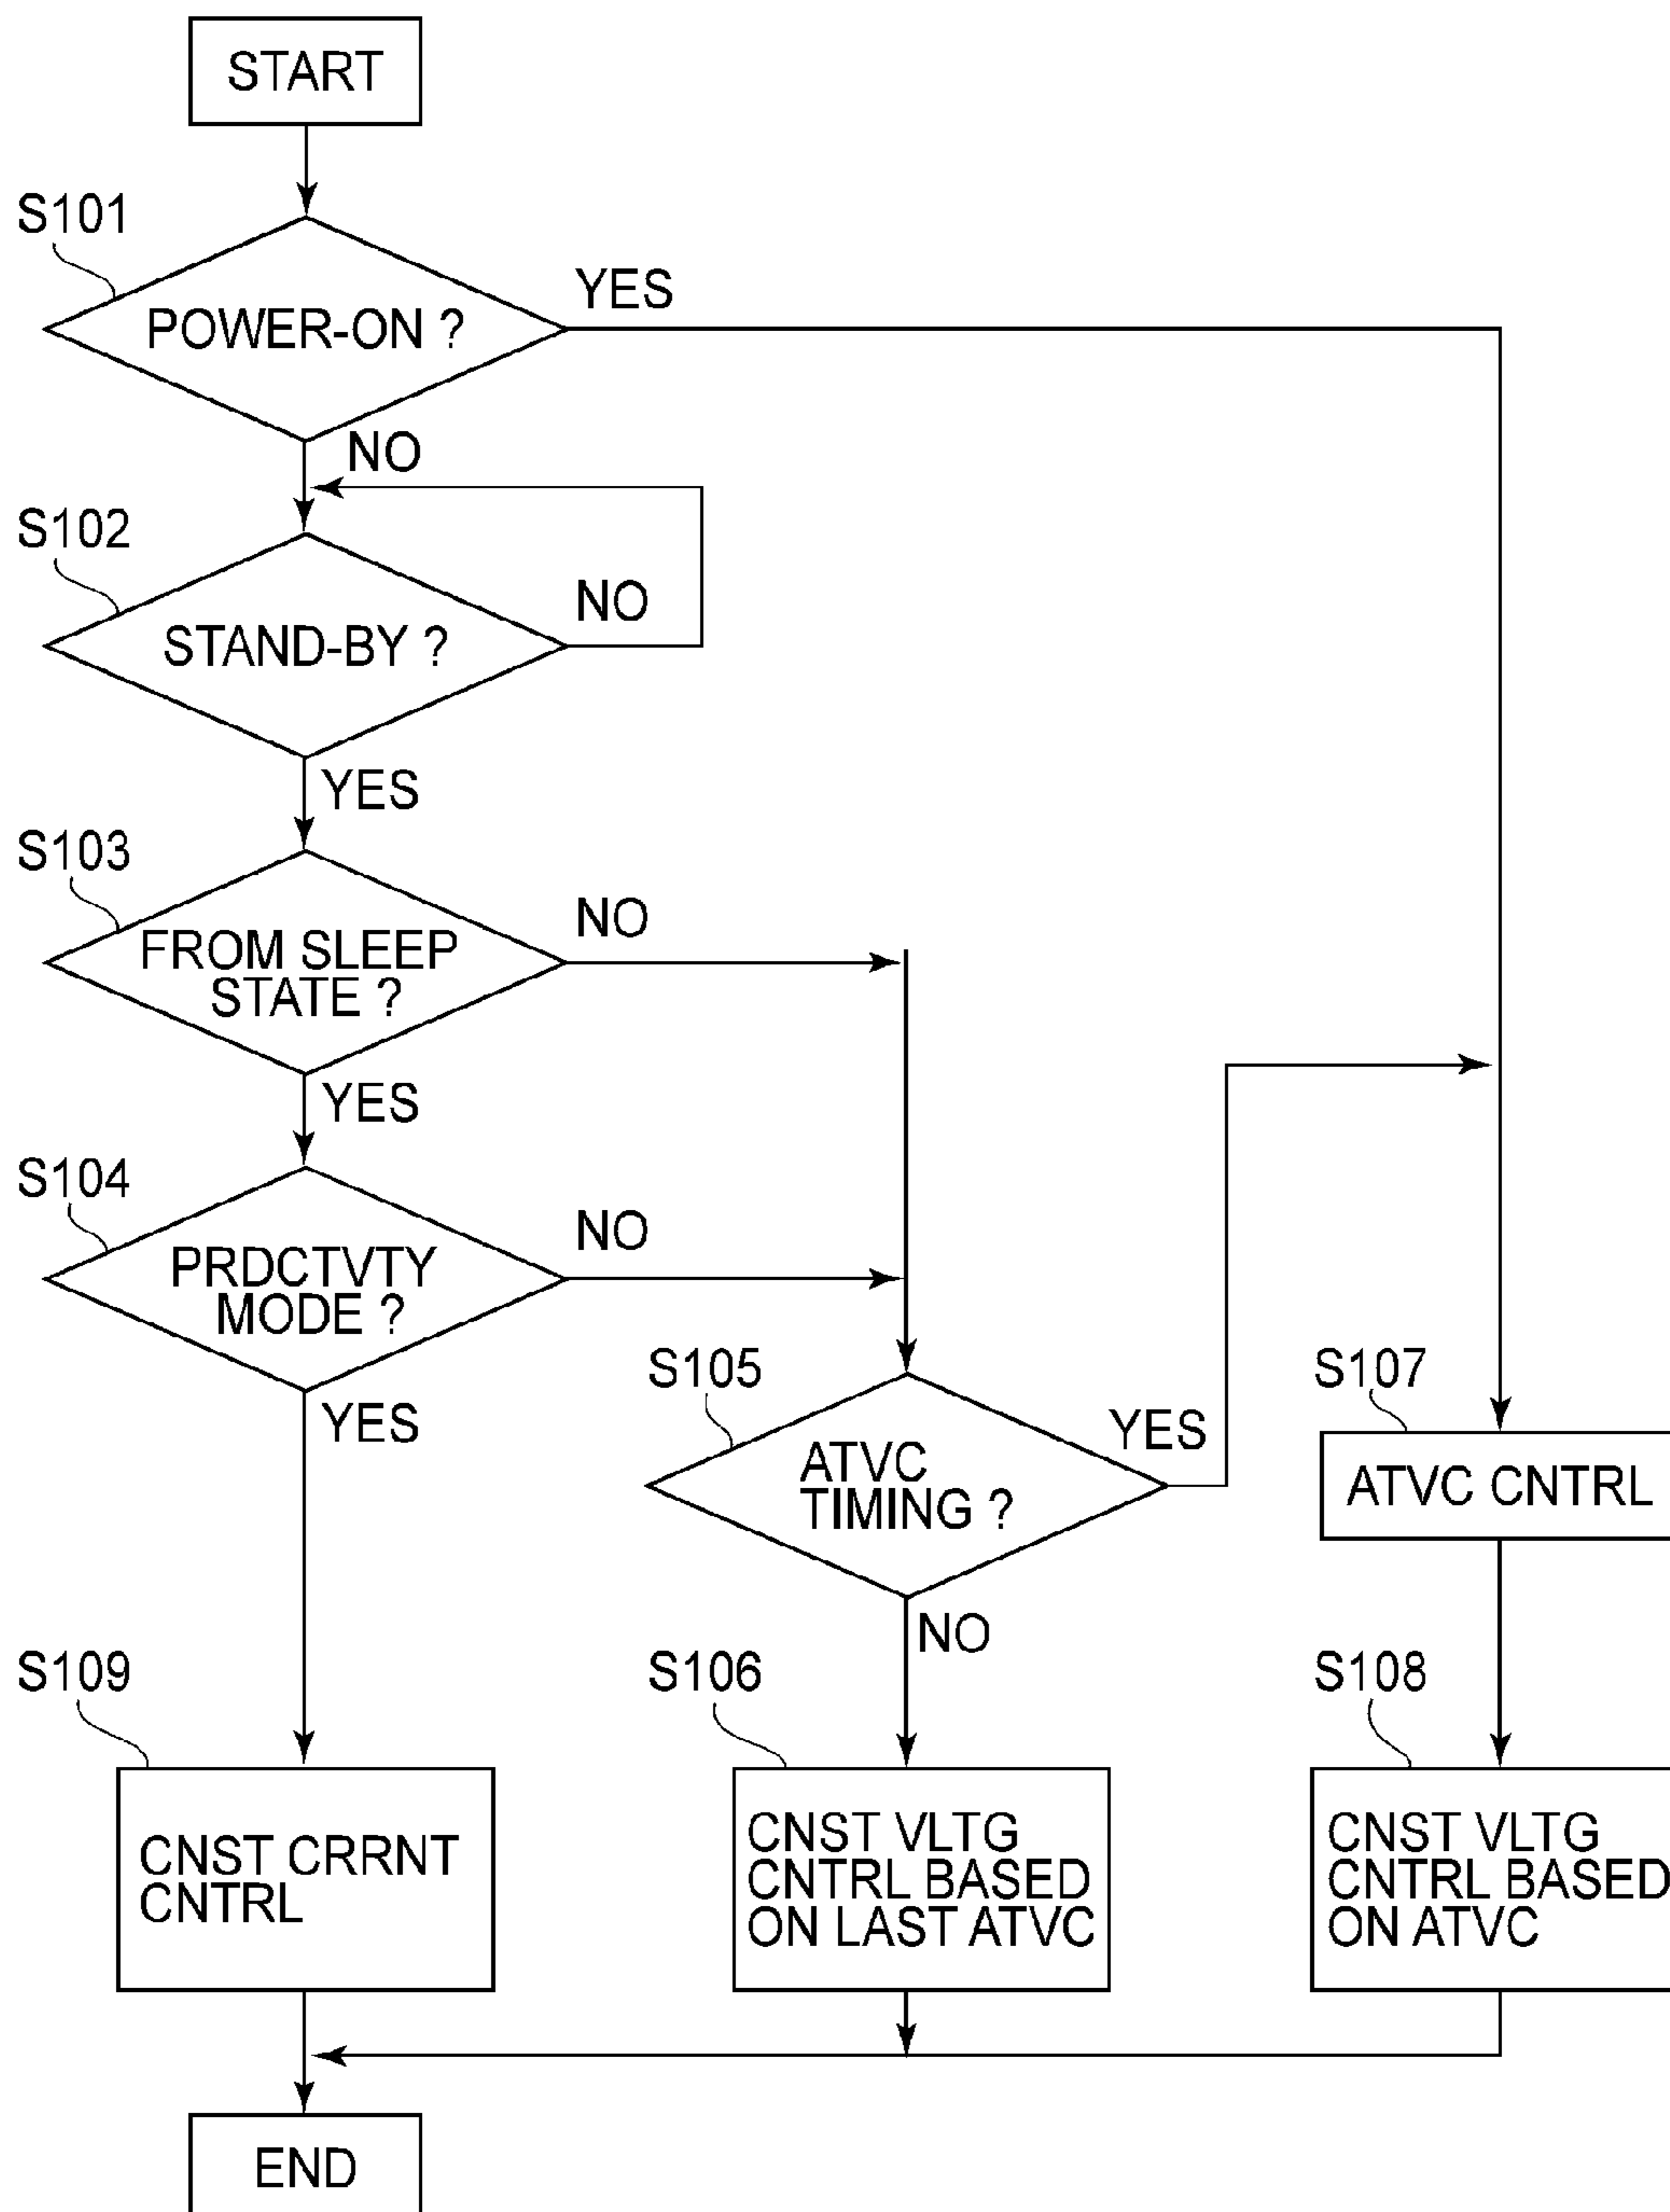 START
S101
POWER-ON ?
YES
NO
S102
STAND-BY ?
NO
YES
S103
FROM SLEEP
STATE ?
NO
YES
S104
PRDCTVTY
MODE ?
NO
YES
S105
ATVC
TIMING ?
YES
NO
S107
ATVC CNTRL
S109
CNST CRRNT
CNTRL
S106
CNST VLTG
CNTRL BASED
ON LAST ATVC
S108
CNST VLTG
CNTRL BASED
ON ATVC
END